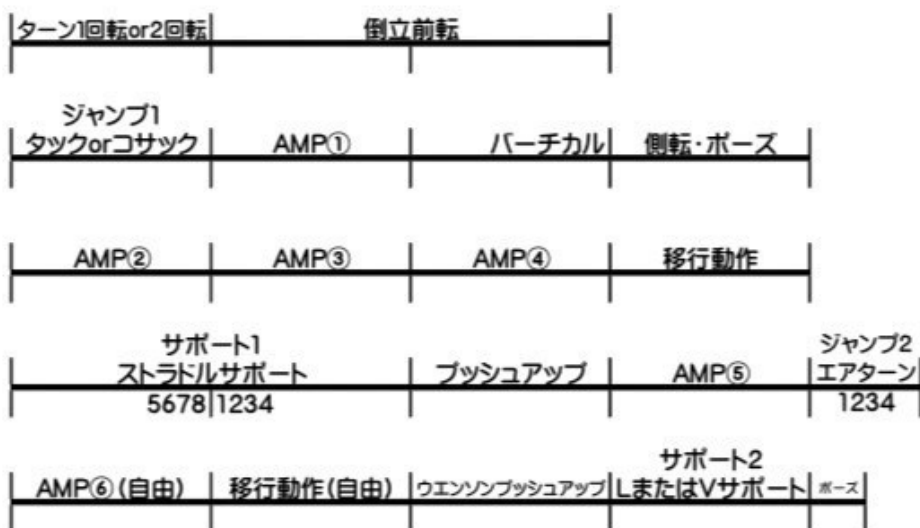 ターン1回転or2回転 倒立前転
ジャンプ1
タックorコサック AMP① バーチカル 側転・ポーズ
AMP② AMP③ AMP④ 移行動作
サポート1 ジャンプ2
ストラドルサポート プッシュアップ AMP⑤ エアターン
5678 1234 1234
サポート2
AMP⑥(自由) 移行動作(自由) ウエンソンプッシュアップ LまたはVサポート ポーズ